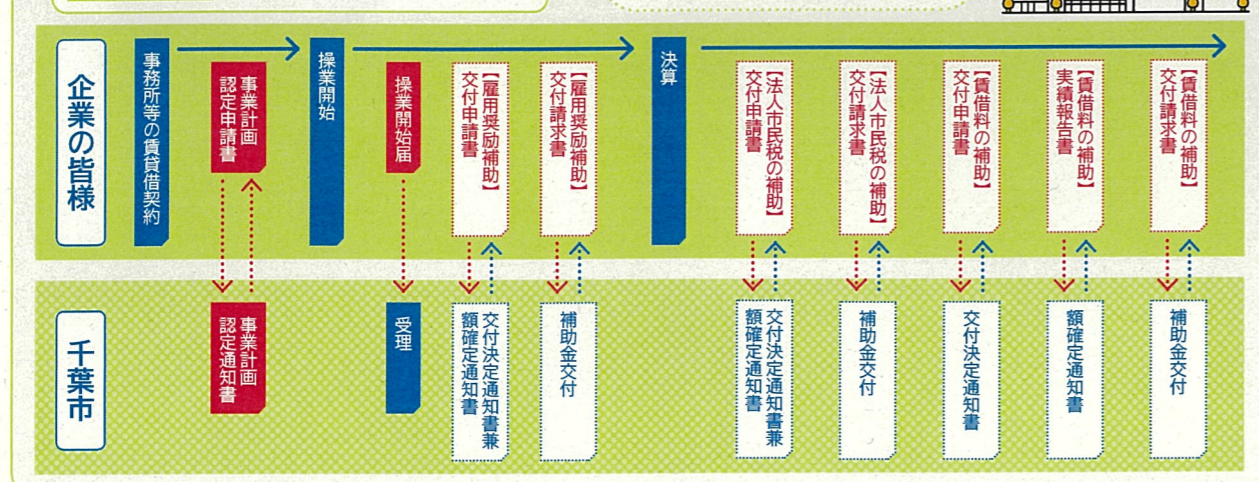 企業の皆様
事務所等の賃貸借契約
事業計画
認定申請書
操業開始
操業開始届
【雇用奨励補助】
交付申請書
【雇用奨励補助】
交付請求書
決算
【法人市民税の補助】
交付申請書
【法人市民税の補助】
交付請求書
【賃借料の補助】
交付申請書
【賃借料の補助】
実績報告書
【賃借料の補助】
交付請求書
千葉市
事業計画
認定通知書
受理
交付決定通知書兼
額確定通知書
補助金交付
交付決定通知書兼
額確定通知書
補助金交付
交付決定通知書
額確定通知書
補助金交付